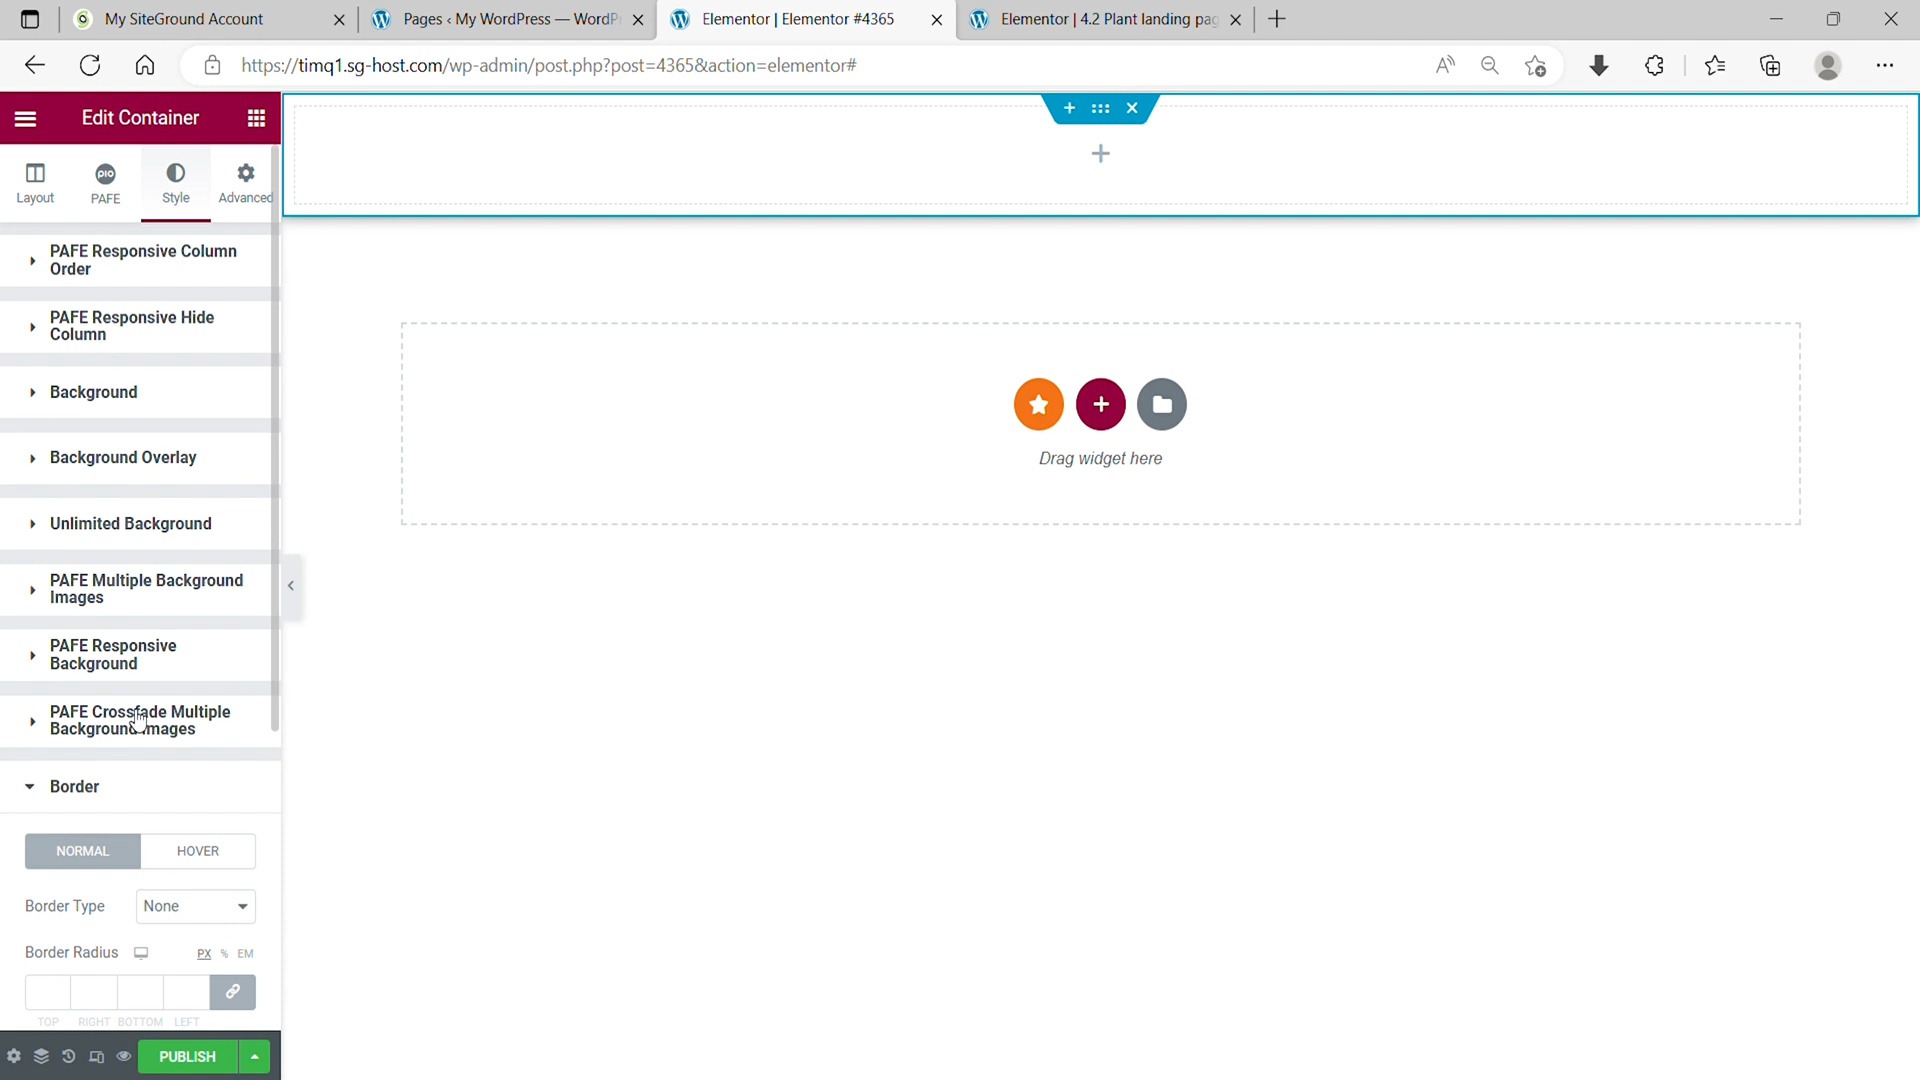 My SiteGround Account
Pages ‹ My WordPress — WordP
Elementor | Elementor #4365
Elementor | 4.2 Plant landing pag
https://timq1.sg-host.com/wp-admin/post.php?post=4365&action=elementor#
Edit Container
Layout
PAFE
Style
Advanced
PAFE Responsive Column
Order
PAFE Responsive Hide
Column
Background
Background Overlay
Unlimited Background
PAFE Multiple Background
Images
PAFE Responsive
Background
PAFE Crossfade Multiple
Background Images
Border
NORMAL
HOVER
Border Type
None
Border Radius
PX % EM
TOP RIGHT BOTTOM LEFT
PUBLISH
Drag widget here